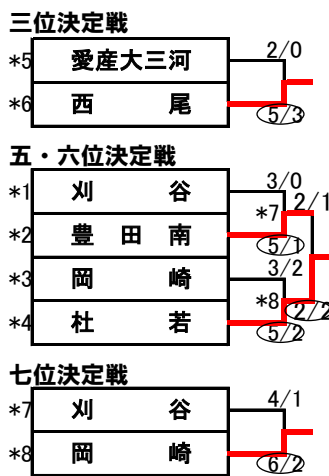 三位決定戦
*5 愛産大三河 2/0
*6 西尾 5/3
五・六位決定戦
*1 刈谷 3/0
*7 2/1
*2 豊田南 5/1
*3 岡崎 3/2
*8 2/2
*4 杜若 5/2
七位決定戦
*7 刈谷 4/1
*8 岡崎 6/2